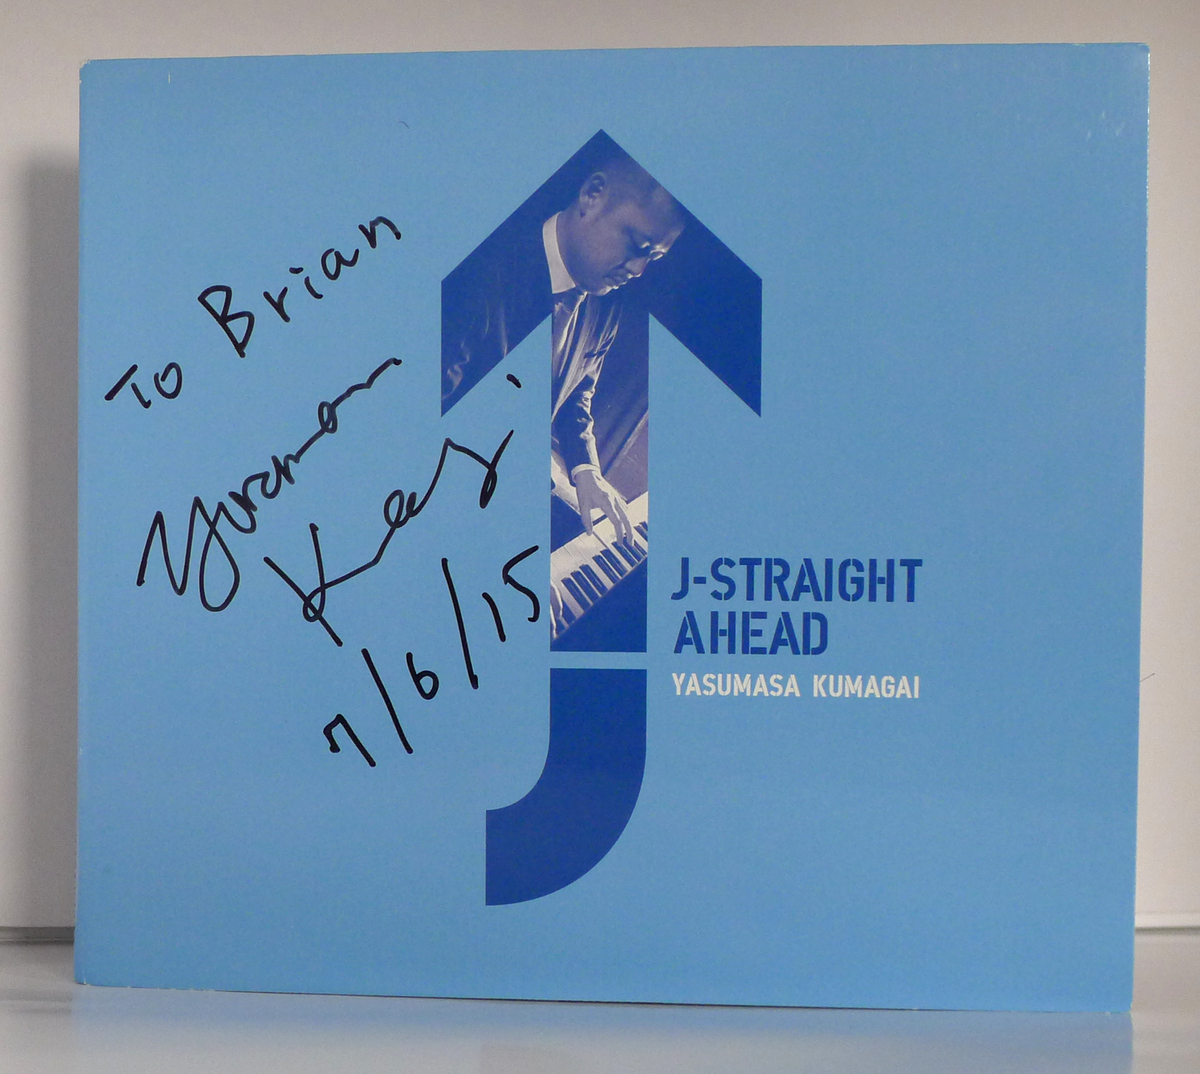 To Brian
7/6/15
J-STRAIGHT
AHEAD
YASUMASA KUMAGAI